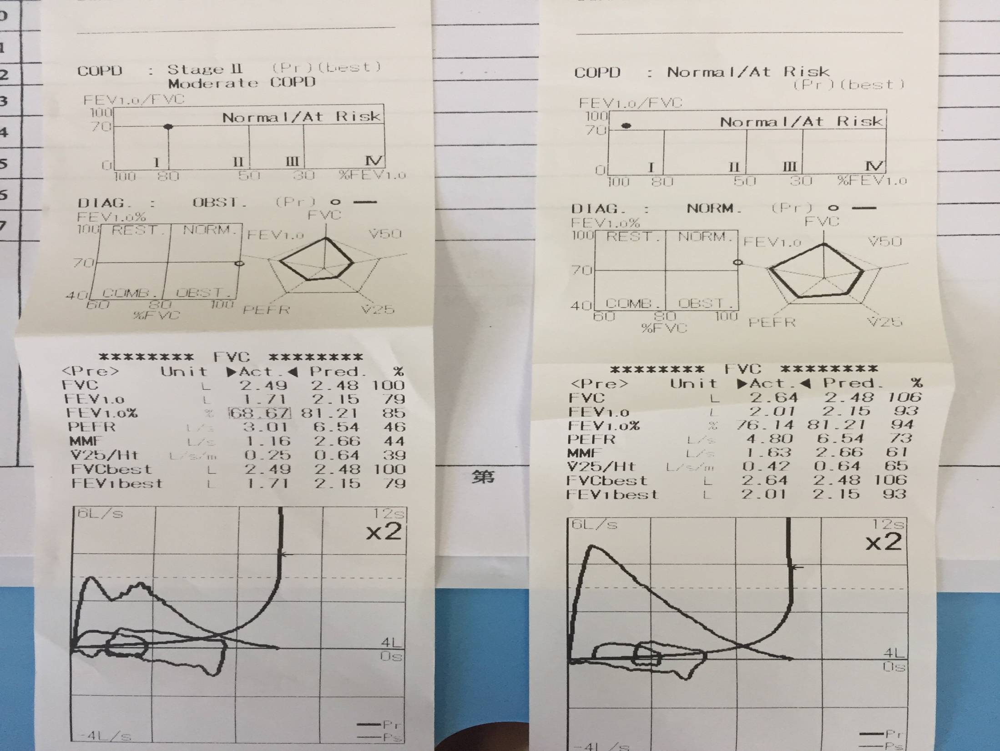 0
1
2
3
4
5
6
7
COPD : Stage Ⅱ (Pr)(best)
Moderate COPD
FEV1.0/FVC
100
Normal/At Risk
70
Ⅰ Ⅱ Ⅲ Ⅳ
0
100 80 50 30 %FEV1.0
DIAG. : OBST. (Pr)
FEV1.0%
FVC
100 REST. NORM.
FEV1.0 V̇50
70
40 COMB. OBST.
60 80 100
%FVC
PEFR V̇25
******** FVC ********
<Pre> Unit ▶Act.◀ Pred. %
FVC L 2.49 2.48 100
FEV1.0 L 1.71 2.15 79
FEV1.0% % 68.67 81.21 85
PEFR L/s 3.01 6.54 46
MMF L/s 1.16 2.66 44
V̇25/Ht L/s/m 0.25 0.64 39
FVCbest L 2.49 2.48 100
FEV1best L 1.71 2.15 79
6L/s 12s
x2
4L
0s
Pr
-4L/s Ps
第
COPD : Normal/At Risk
(Pr)(best)
FEV1.0/FVC
100
Normal/At Risk
70
Ⅰ Ⅱ Ⅲ Ⅳ
0
100 80 50 30 %FEV1.0
DIAG. : NORM. (Pr)
FEV1.0%
FVC
100 REST. NORM.
FEV1.0 V̇50
70
40 COMB. OBST.
60 80 100
%FVC
PEFR V̇25
******** FVC ********
<Pre> Unit ▶Act.◀ Pred. %
FVC L 2.64 2.48 106
FEV1.0 L 2.01 2.15 93
FEV1.0% % 76.14 81.21 94
PEFR L/s 4.80 6.54 73
MMF L/s 1.63 2.66 61
V̇25/Ht L/s/m 0.42 0.64 65
FVCbest L 2.64 2.48 106
FEV1best L 2.01 2.15 93
6L/s 12s
x2
4L
0s
Pr
-4L/s Ps